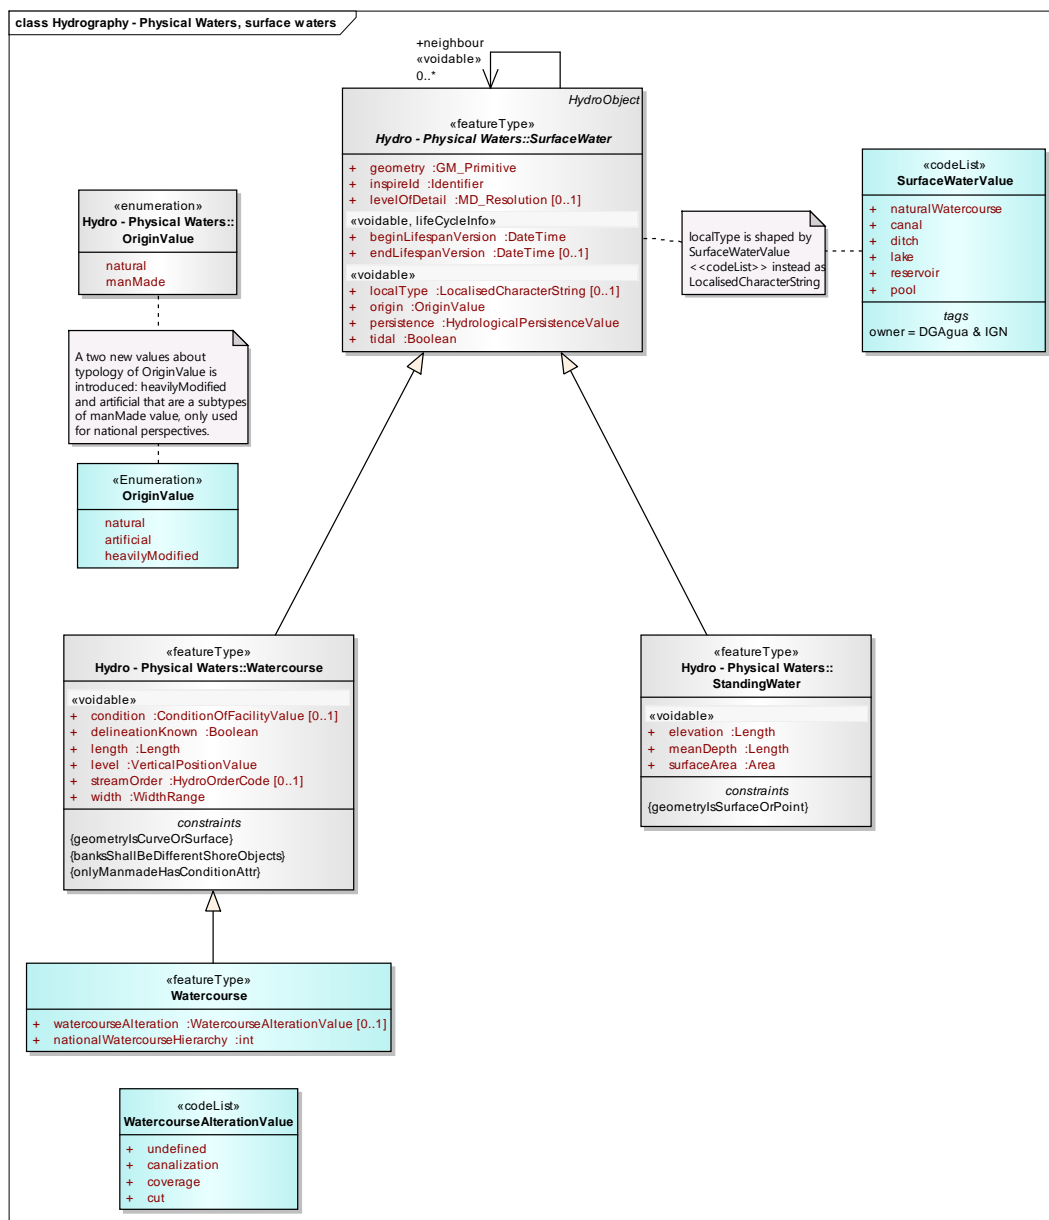 class Hydrography - Physical Waters, surface waters
+neighbour
«voidable»
0..*
HydroObject
«featureType»
Hydro - Physical Waters::SurfaceWater
+ geometry :GM_Primitive
+ inspireId :Identifier
+ levelOfDetail :MD_Resolution [0..1]
«voidable, lifeCycleInfo»
+ beginLifespanVersion :DateTime
+ endLifespanVersion :DateTime [0..1]
«voidable»
+ localType :LocalisedCharacterString [0..1]
+ origin :OriginValue
+ persistence :HydrologicalPersistenceValue
+ tidal :Boolean
«codeList»
SurfaceWaterValue
+ naturalWatercourse
+ canal
+ ditch
+ lake
+ reservoir
+ pool
tags
owner = DGAgua & IGN
localType is shaped by
SurfaceWaterValue
<<codeList>> instead as
LocalisedCharacterString
«enumeration»
Hydro - Physical Waters::
OriginValue
natural
manMade
A two new values about
typology of OriginValue is
introduced: heavilyModified
and artificial that are a subtypes
of manMade value, only used
for national perspectives.
«Enumeration»
OriginValue
natural
artificial
heavilyModified
«featureType»
Hydro - Physical Waters::Watercourse
«voidable»
+ condition :ConditionOfFacilityValue [0..1]
+ delineationKnown :Boolean
+ length :Length
+ level :VerticalPositionValue
+ streamOrder :HydroOrderCode [0..1]
+ width :WidthRange
constraints
{geometryIsCurveOrSurface}
{banksShallBeDifferentShoreObjects}
{onlyManmadeHasConditionAttr}
«featureType»
Hydro - Physical Waters::
StandingWater
«voidable»
+ elevation :Length
+ meanDepth :Length
+ surfaceArea :Area
constraints
{geometryIsSurfaceOrPoint}
«featureType»
Watercourse
+ watercourseAlteration :WatercourseAlterationValue [0..1]
+ nationalWatercourseHierarchy :int
«codeList»
WatercourseAlterationValue
+ undefined
+ canalization
+ coverage
+ cut